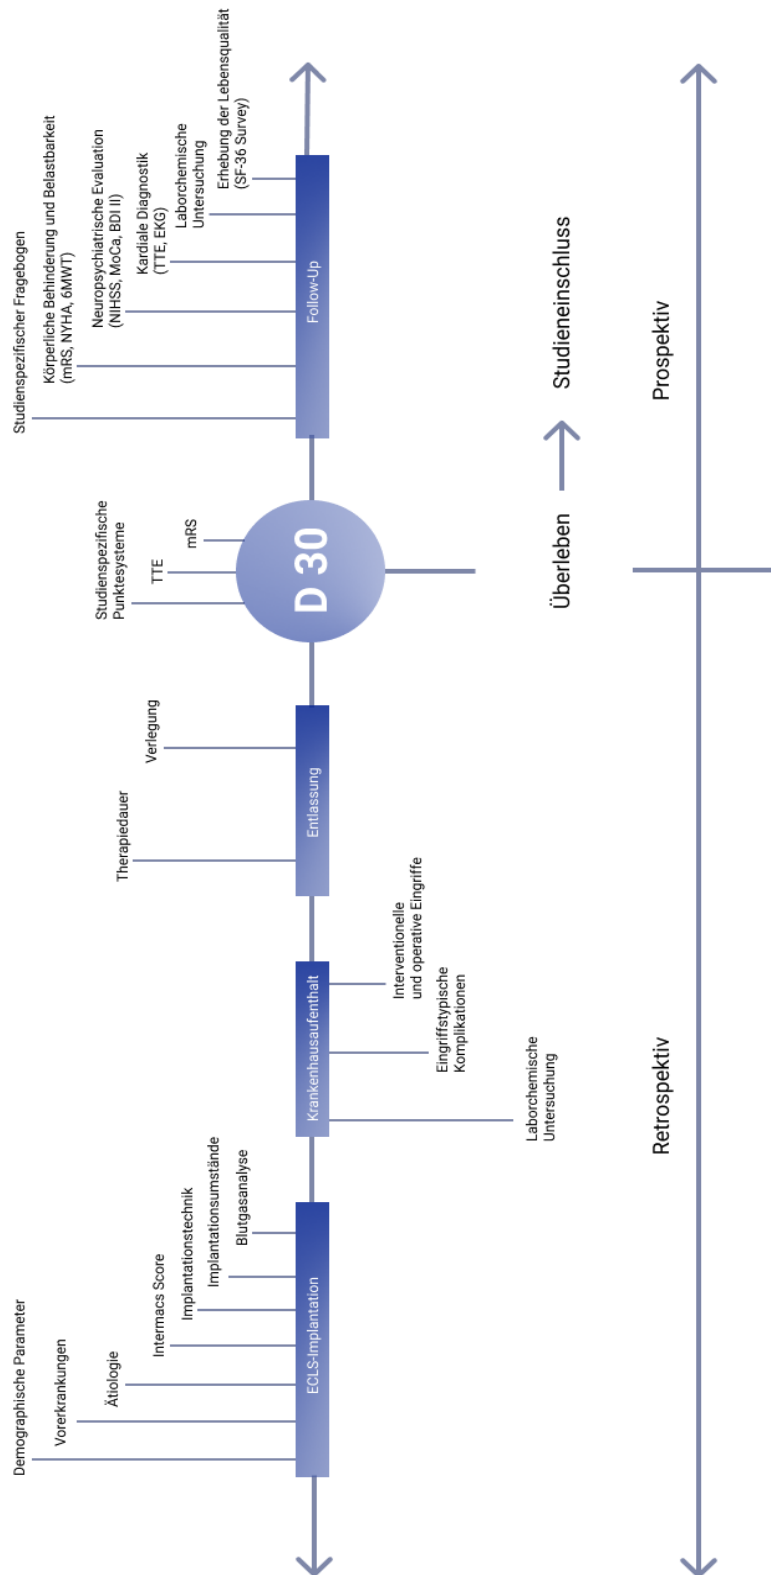 Demographische Parameter
Vorerkrankungen
Ätiologie
Intermacs Score
Implantationstechnik
Implantationsumstände
Blutgasanalyse
ECLS-Implantation
Krankenhausaufenthalt
Laborchemische
Untersuchung
Eingriffstypische
Komplikationen
Interventionelle
und operative Eingriffe
Therapiedauer
Verlegung
Entlassung
Studienspezifische
Punktesysteme
TTE
mRS
D 30
Studienspezifischer Fragebogen
Körperliche Behinderung und Belastbarkeit
(mRS, NYHA, 6MWT)
Neuropsychiatrische Evaluation
(NIHSS, MoCa, BDI II)
Kardiale Diagnostik
(TTE, EKG)
Laborchemische
Untersuchung
Erhebung der Lebensqualität
(SF-36 Survey)
Follow-Up
Überleben
Studieneinschluss
Retrospektiv
Prospektiv